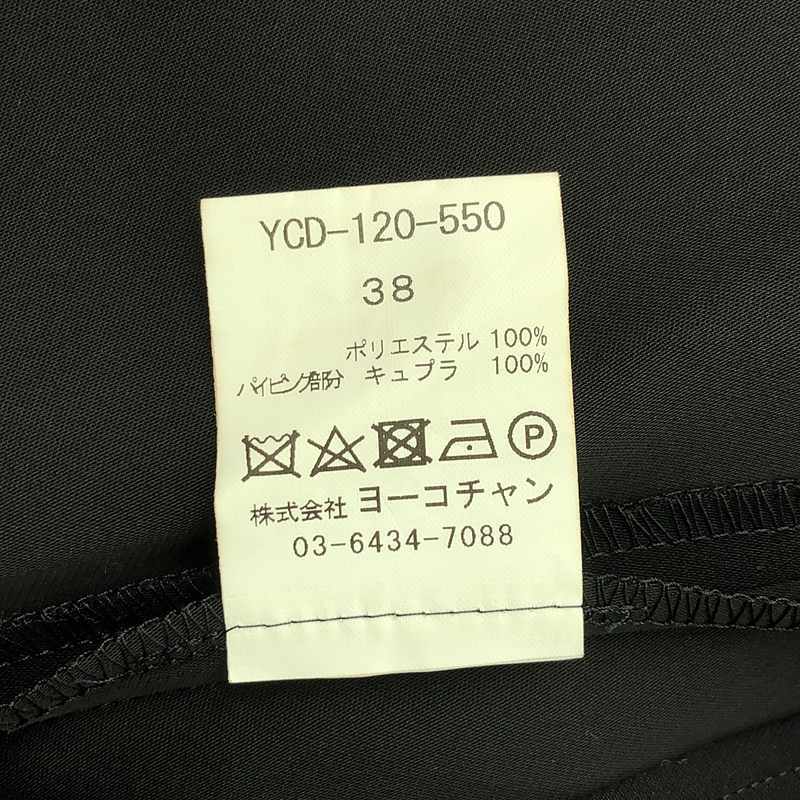 YCD-120-550
38
ポリエステル 100%
パイピング部分 キュプラ 100%
P
株式会社 ヨーコチャン
03-6434-7088